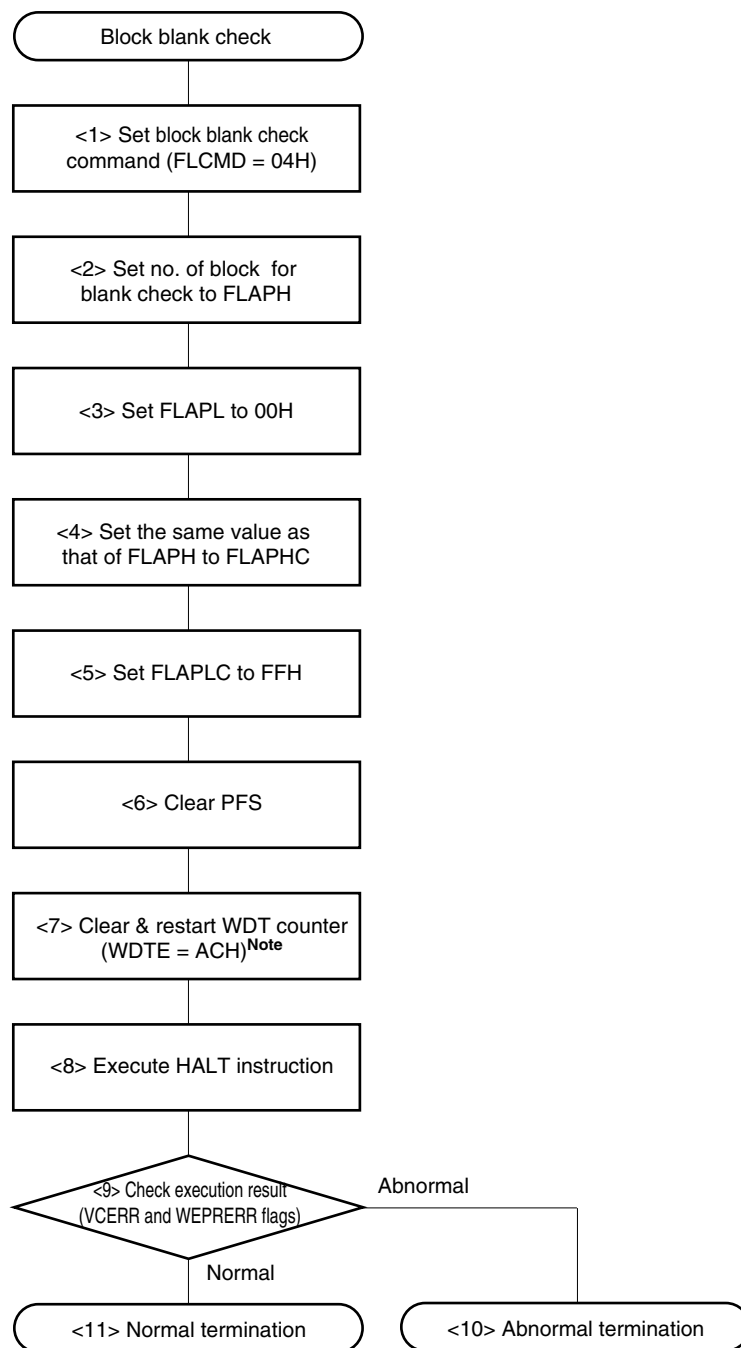 Block blank check
<1> Set block blank check
command (FLCMD = 04H)
<2> Set no. of block for
blank check to FLAPH
<3> Set FLAPL to 00H
<4> Set the same value as
that of FLAPH to FLAPHC
<5> Set FLAPLC to FFH
<6> Clear PFS
<7> Clear & restart WDT counter
(WDTE = ACH)Note
<8> Execute HALT instruction
<9> Check execution result
(VCERR and WEPRERR flags)
Abnormal
Normal
<11> Normal termination
<10> Abnormal termination